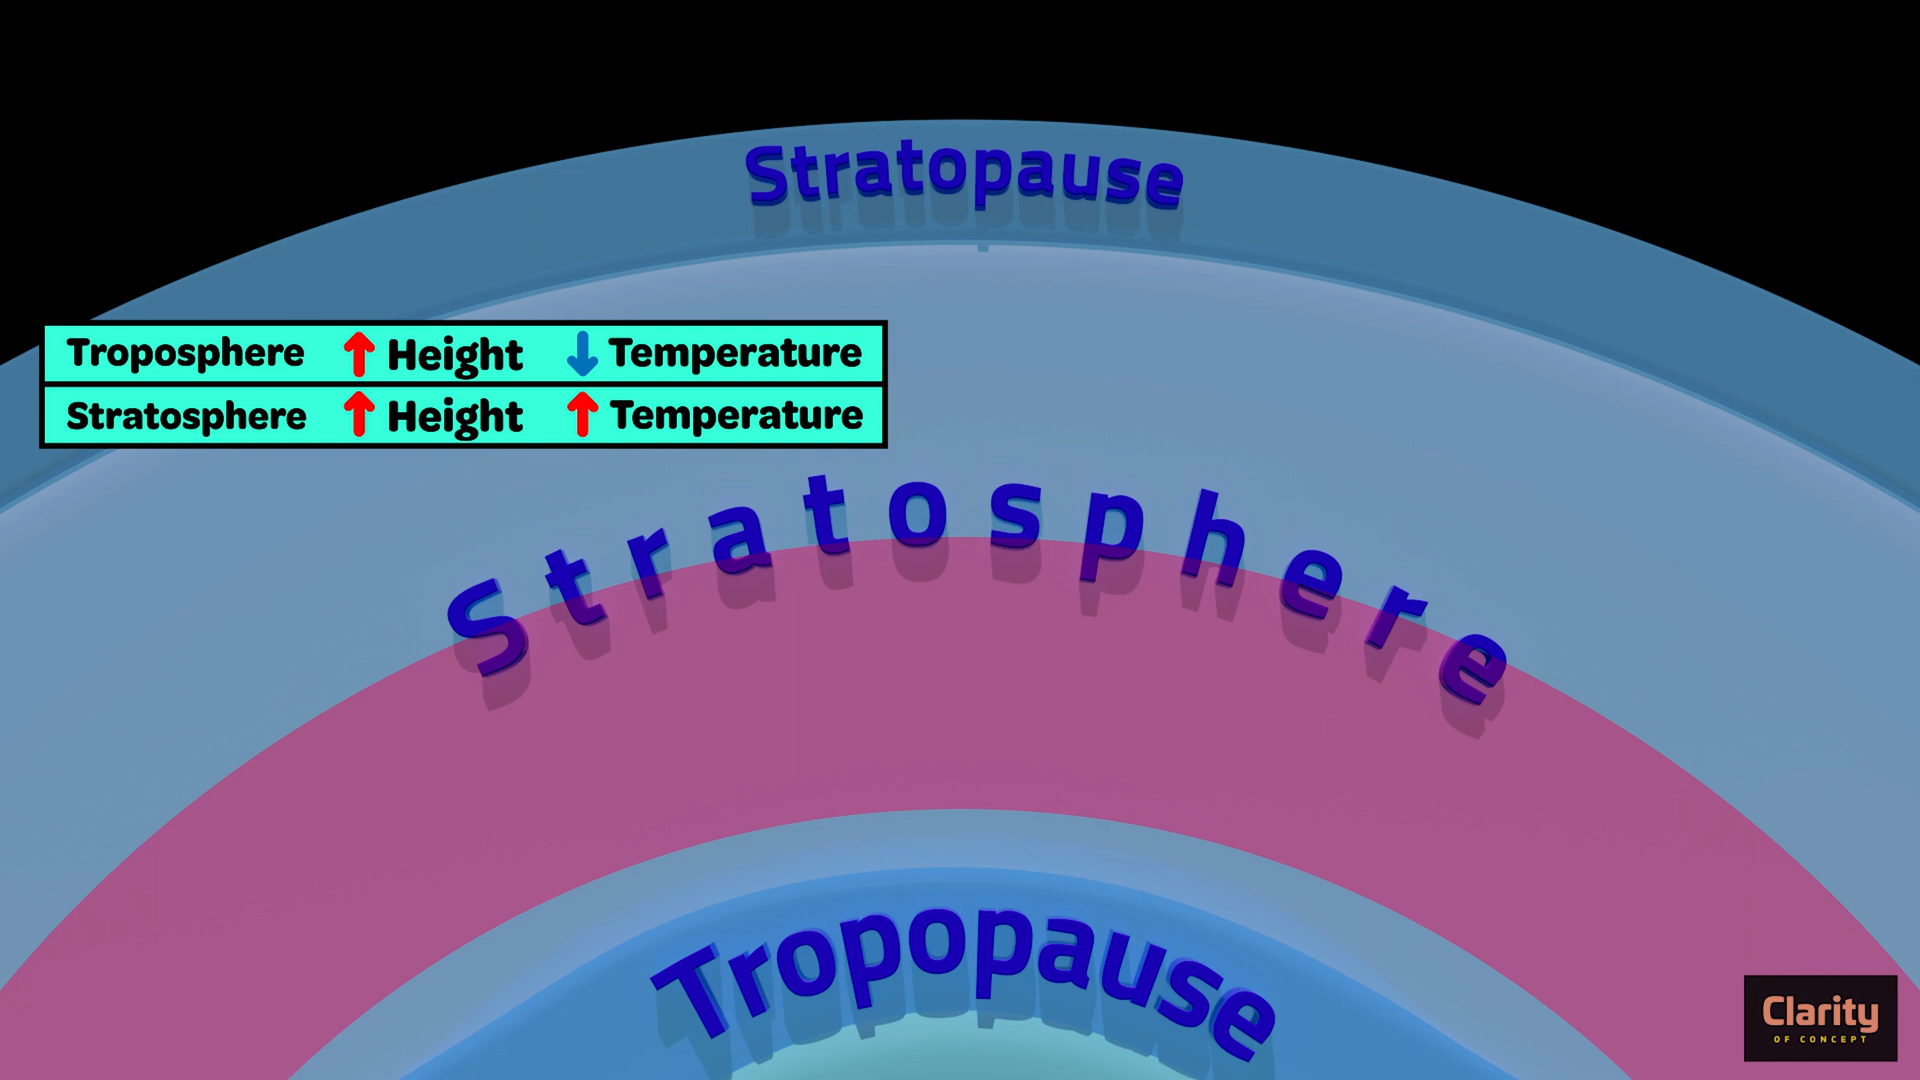 Stratopause
Troposphere ↑ Height ↓ Temperature
Stratosphere ↑ Height ↑ Temperature
Stratosphere
Tropopause
Clarity
OF CONCEPT